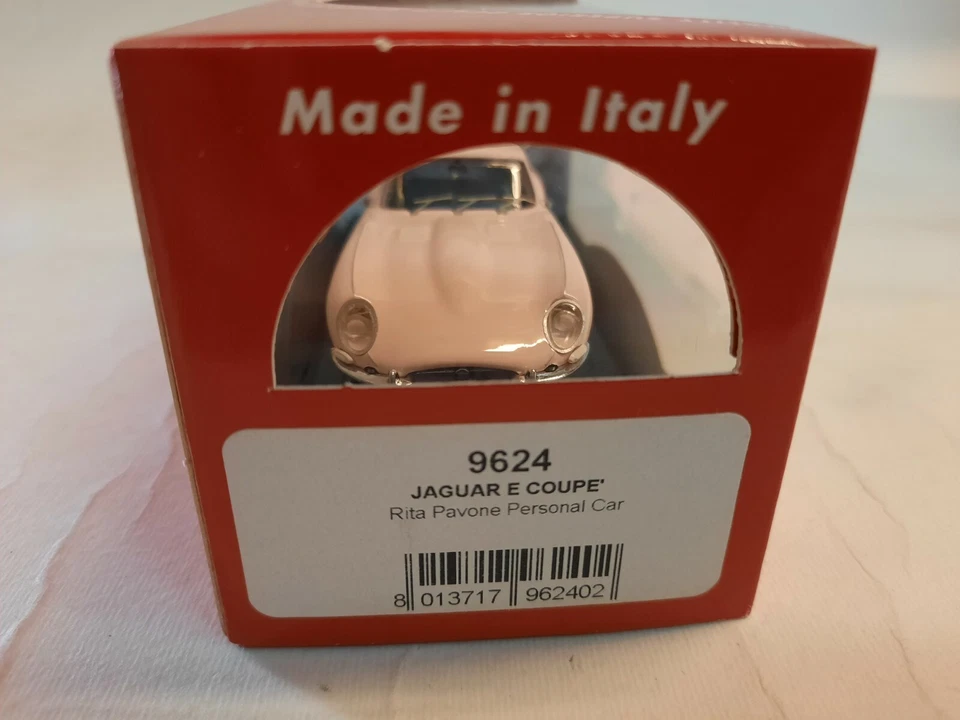 Made in Italy
9624
JAGUAR E COUPE'
Rita Pavone Personal Car
8 013717 962402